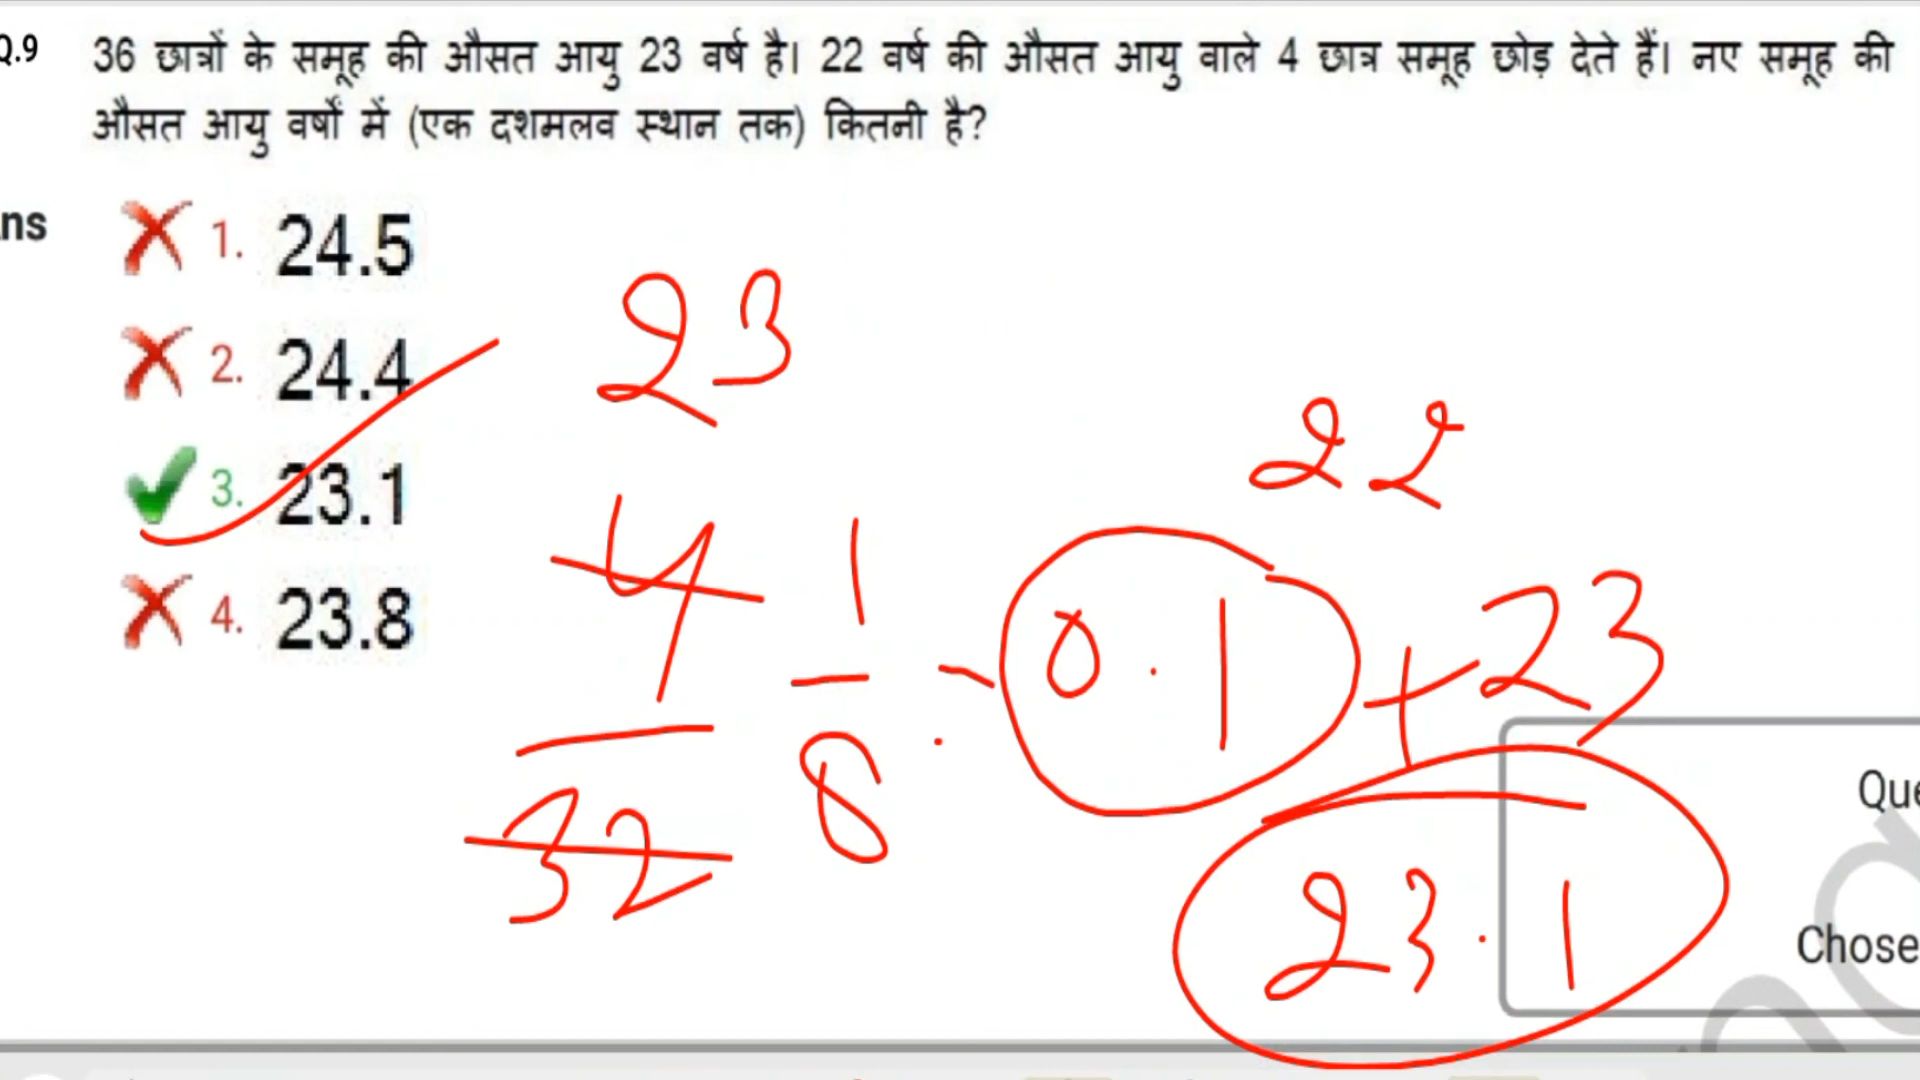 Q.9 36 छात्रों के समूह की औसत आयु 23 वर्ष है। 22 वर्ष की औसत आयु वाले 4 छात्र समूह छोड़ देते हैं। नए समूह की
औसत आयु वर्षों में (एक दशमलव स्थान तक) कितनी है?
ns 1. 24.5
2. 24.4
3. 23.1
4. 23.8
23
22
4 1
32 8
0.1 + 23
23.1
Que
Chose